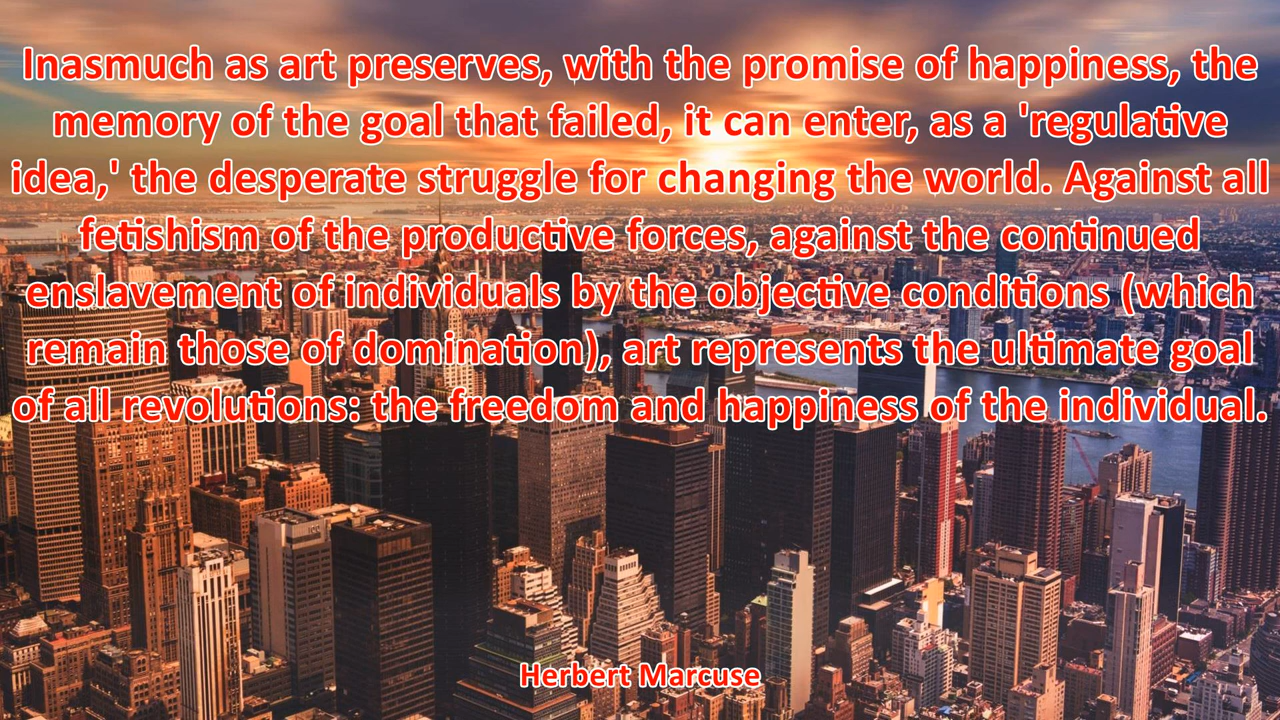 Inasmuch as art preserves, with the promise of happiness, the
memory of the goal that failed, it can enter, as a 'regulative
idea,' the desperate struggle for changing the world. Against all
fetishism of the productive forces, against the continued
enslavement of individuals by the objective conditions (which
remain those of domination), art represents the ultimate goal
of all revolutions: the freedom and happiness of the individual.
Herbert Marcuse